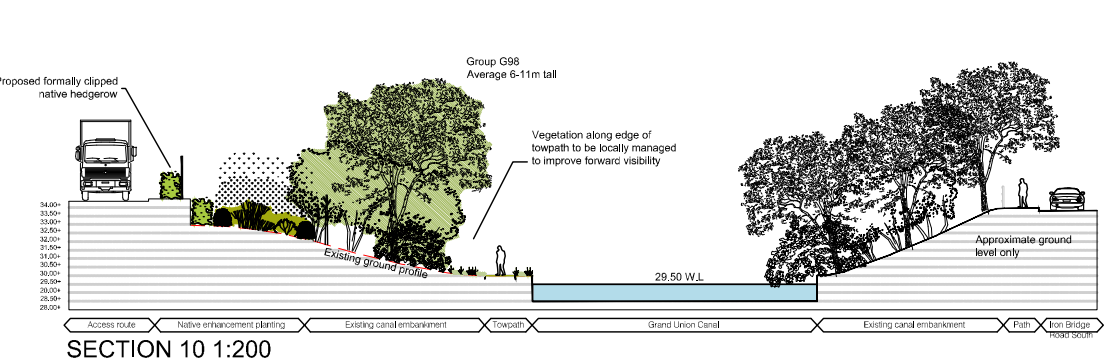 Group G98
Average 6-11m tall
Proposed formally clipped
native hedgerow
Vegetation along edge of
towpath to be locally managed
to improve forward visibility
34.00+
33.50+
33.00+
32.50+
32.00+
31.50+
31.00+
30.50+
30.00+
29.50+
29.00+
28.50+
28.00+
Existing ground profile
29.50 W.L
Approximate ground
level only
Access route
Native enhancement planting
Existing canal embankment
Towpath
Grand Union Canal
Existing canal embankment
Path
Iron Bridge
Road South
SECTION 10 1:200